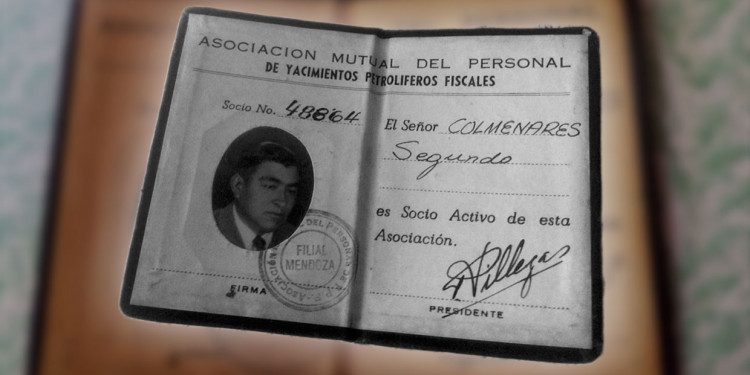 ASOCIACION MUTUAL DEL PERSONAL
DE YACIMIENTOS PETROLIFEROS FISCALES
Socio No. 48864
FILIAL
MENDOZA
FIRMA
El Señor COLMENARES
Segundo
es Socio Activo de esta
Asociación.
Villegas
PRESIDENTE